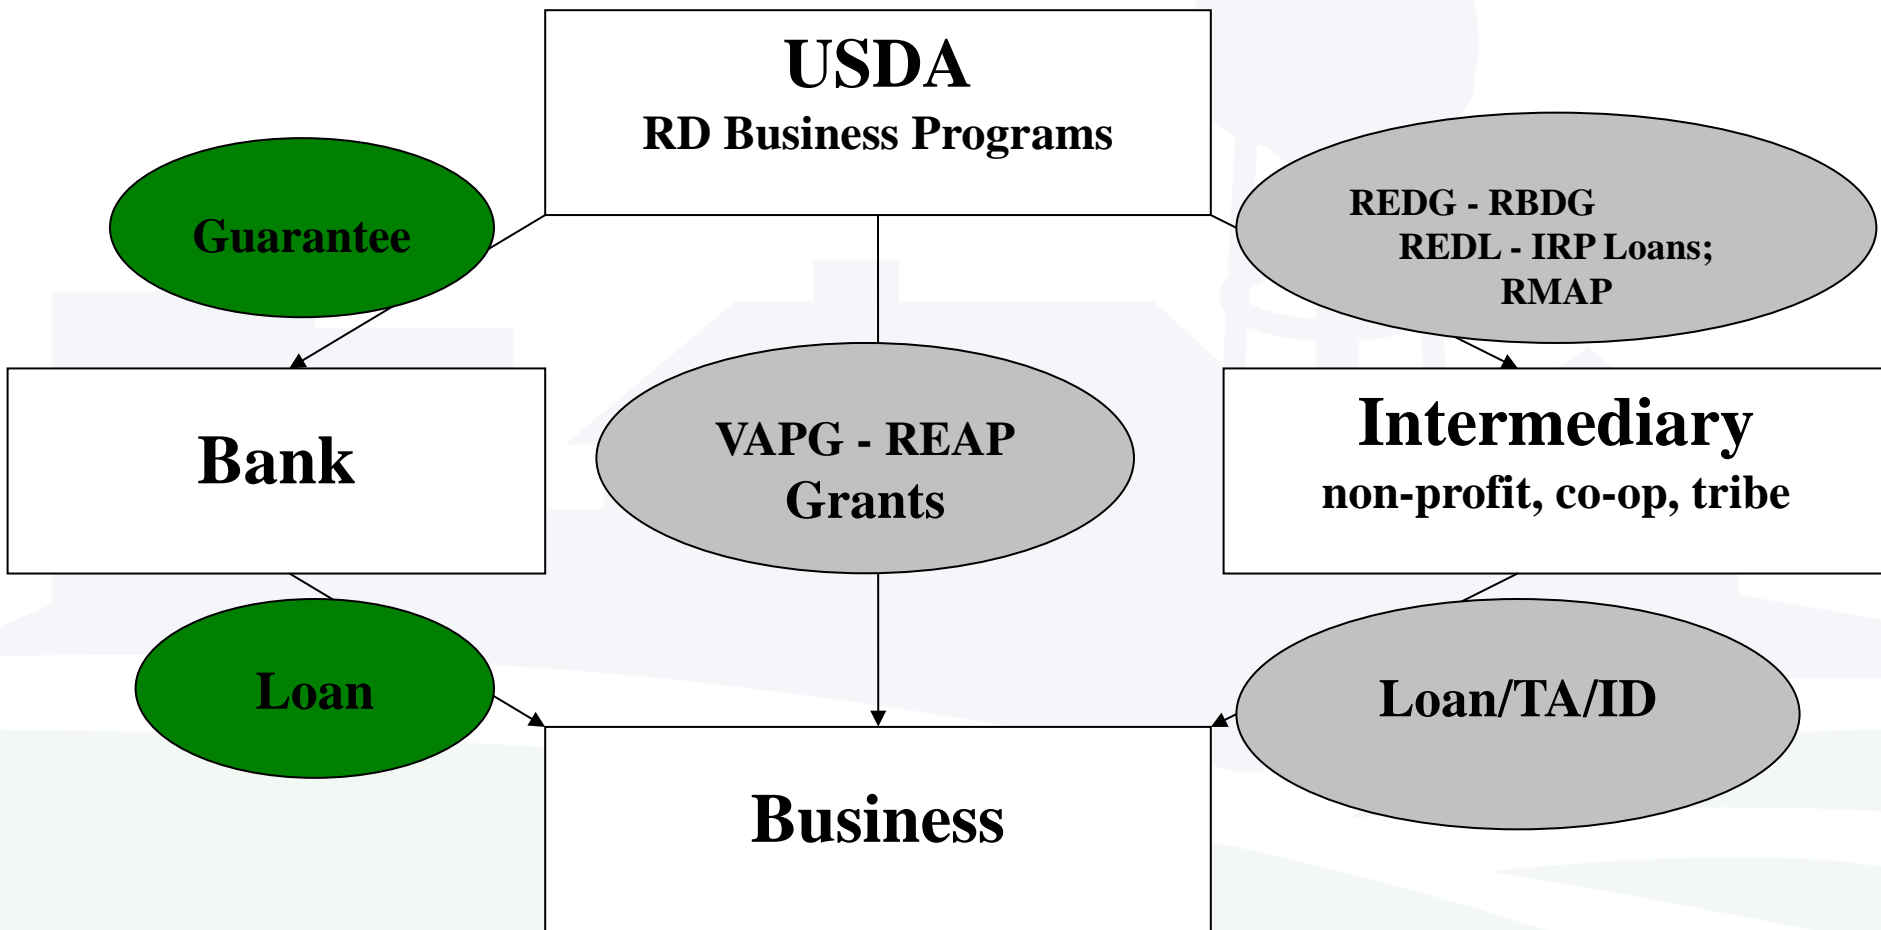 USDA
RD Business Programs
Guarantee
REDG - RBDG
REDL - IRP Loans;
RMAP
Bank
VAPG - REAP
Grants
Intermediary
non-profit, co-op, tribe
Loan
Loan/TA/ID
Business